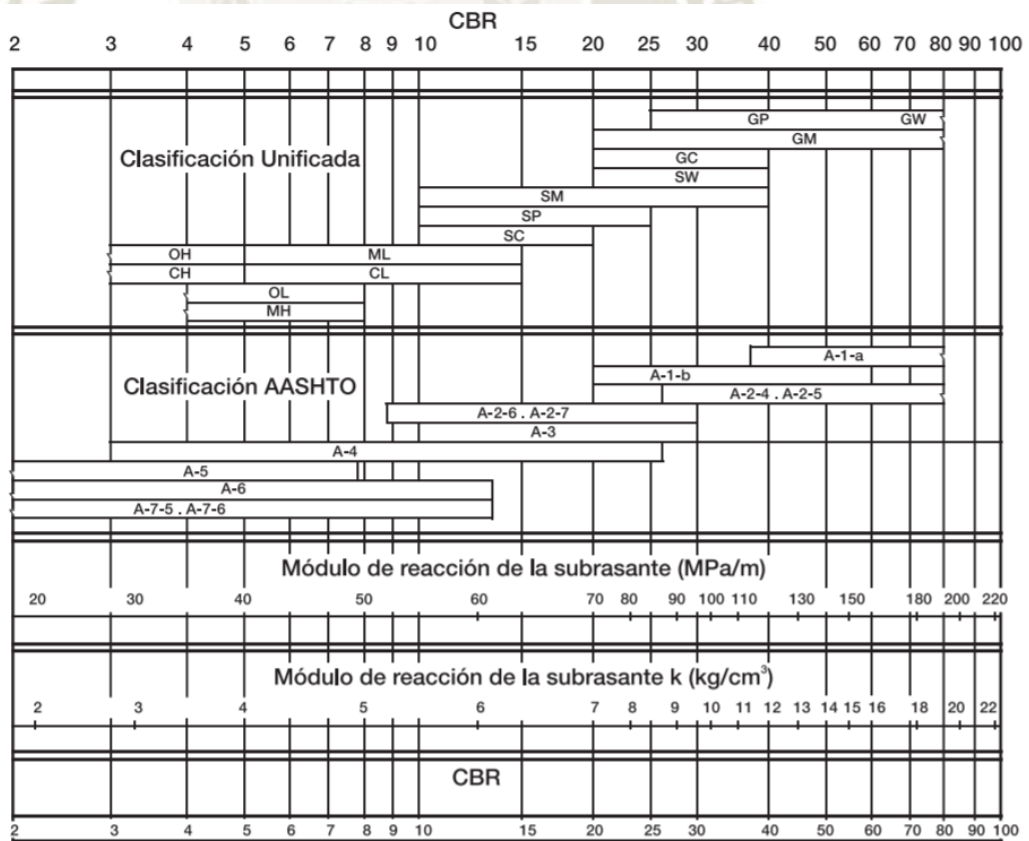 CBR
2 3 4 5 6 7 8 9 10 15 20 25 30 40 50 60 70 80 90 100
GP GW
GM
Clasificación Unificada
GC
SW
SM
SP
SC
OH ML
CH CL
OL
MH
A-1-a
A-1-b
Clasificación AASHTO
A-2-4 . A-2-5
A-2-6 . A-2-7
A-3
A-4
A-5
A-6
A-7-5 . A-7-6
Módulo de reacción de la subrasante (MPa/m)
20 30 40 50 60 70 80 90 100 110 130 150 180 200 220
Módulo de reacción de la subrasante k (kg/cm³)
2 3 4 5 6 7 8 9 10 11 12 13 14 15 16 18 20 22
CBR
2 3 4 5 6 7 8 9 10 15 20 25 30 40 50 60 70 80 90 100